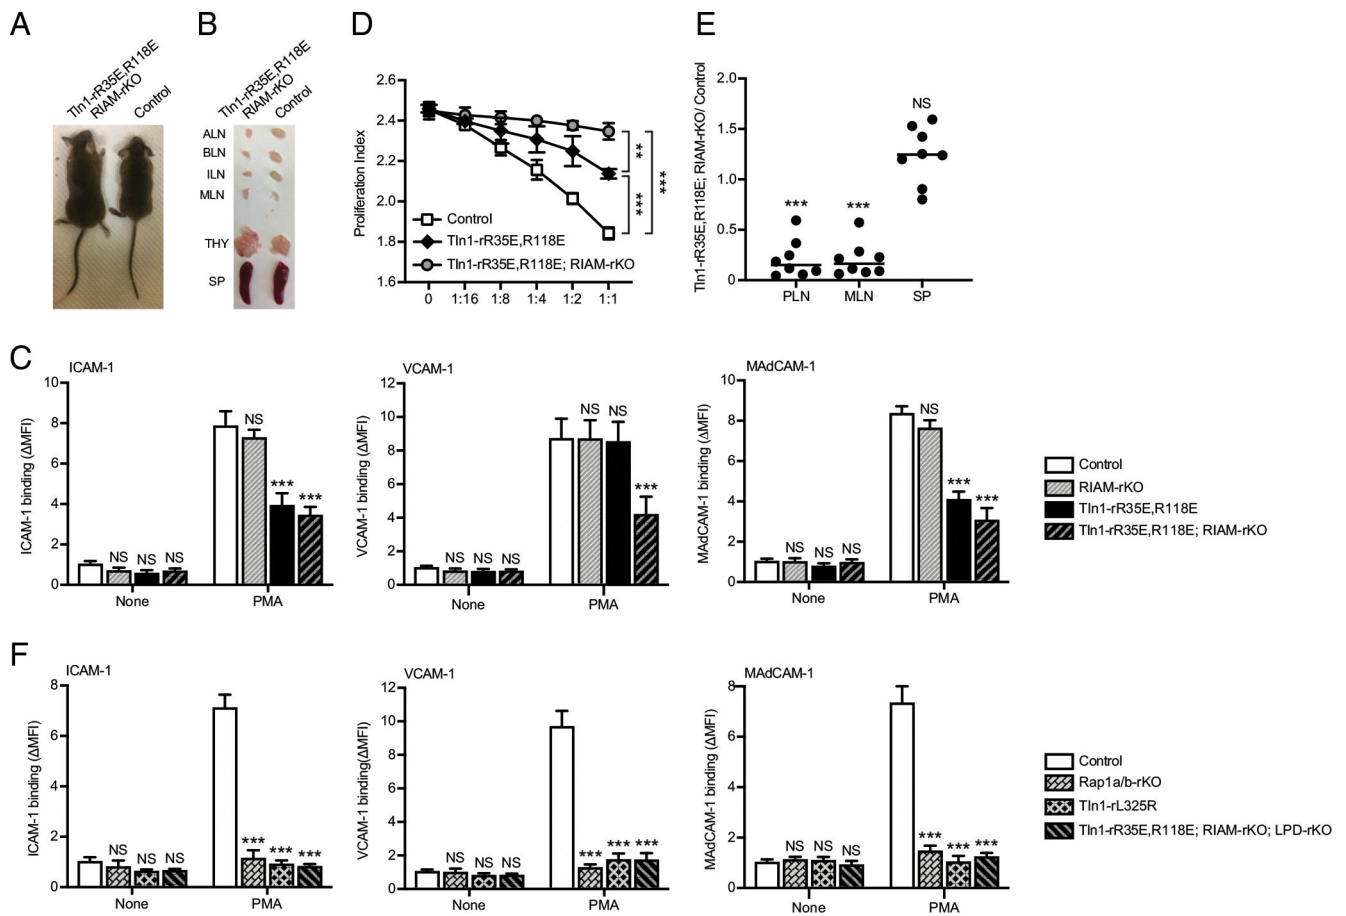 A
Tln1-rR35E,R118E
RIAM-rKO
Control
B
Tln1-rR35E,R118E
RIAM-rKO
Control
ALN
BLN
ILN
MLN
THY
SP
D
Proliferation Index
2.6
2.4
2.2
2.0
1.8
1.6
0 1:16 1:8 1:4 1:2 1:1
Control
Tln1-rR35E,R118E
Tln1-rR35E,R118E; RIAM-rKO
**
***
***
E
Tln1-rR35E,R118E; RIAM-rKO/ Control
2.0
1.5
1.0
0.5
0
***
***
NS
PLN MLN SP
C
ICAM-1
ICAM-1 binding (ΔMFI)
10
8
6
4
2
0
NS NS NS
NS *** ***
None PMA
VCAM-1
VCAM-1 binding (ΔMFI)
12
10
8
6
4
2
0
NS NS NS
NS NS ***
None PMA
MAdCAM-1
MAdCAM-1 binding (ΔMFI)
10
8
6
4
2
0
NS NS NS
NS *** ***
None PMA
Control
RIAM-rKO
Tln1-rR35E,R118E
Tln1-rR35E,R118E; RIAM-rKO
F
ICAM-1
ICAM-1 binding (ΔMFI)
8
6
4
2
0
NS NS NS
*** *** ***
None PMA
VCAM-1
VCAM-1 binding(ΔMFI)
12
10
8
6
4
2
0
NS NS NS
*** *** ***
None PMA
MAdCAM-1
MAdCAM-1 binding (ΔMFI)
8
6
4
2
0
NS NS NS
*** *** ***
None PMA
Control
Rap1a/b-rKO
Tln1-rL325R
Tln1-rR35E,R118E; RIAM-rKO; LPD-rKO